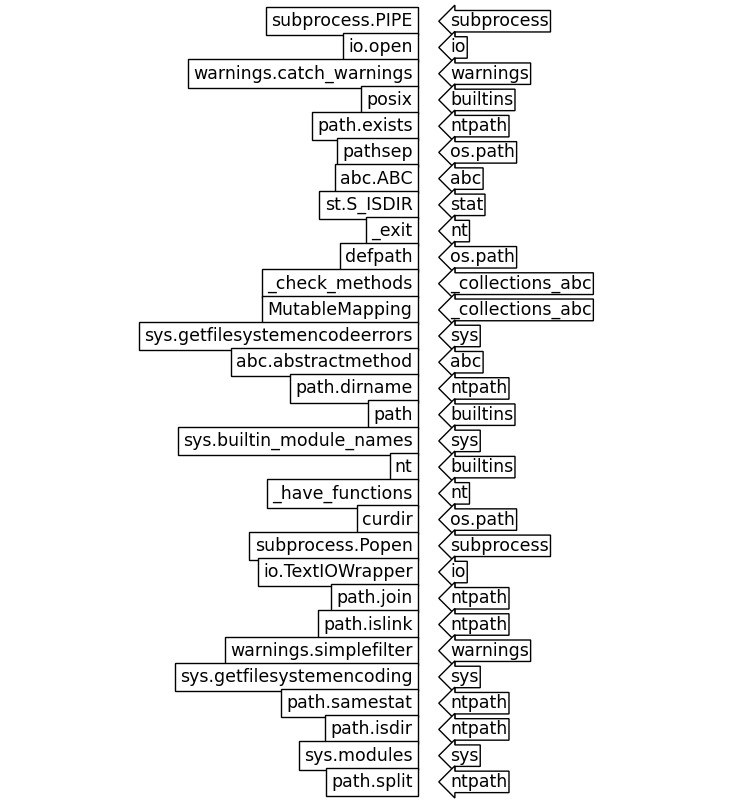 subprocess.PIPE subprocess
io.open io
warnings.catch_warnings warnings
posix builtins
path.exists ntpath
pathsep os.path
abc.ABC abc
st.S_ISDIR stat
_exit nt
defpath os.path
_check_methods _collections_abc
MutableMapping _collections_abc
sys.getfilesystemencodeerrors sys
abc.abstractmethod abc
path.dirname ntpath
path builtins
sys.builtin_module_names sys
nt builtins
_have_functions nt
curdir os.path
subprocess.Popen subprocess
io.TextIOWrapper io
path.join ntpath
path.islink ntpath
warnings.simplefilter warnings
sys.getfilesystemencoding sys
path.samestat ntpath
path.isdir ntpath
sys.modules sys
path.split ntpath